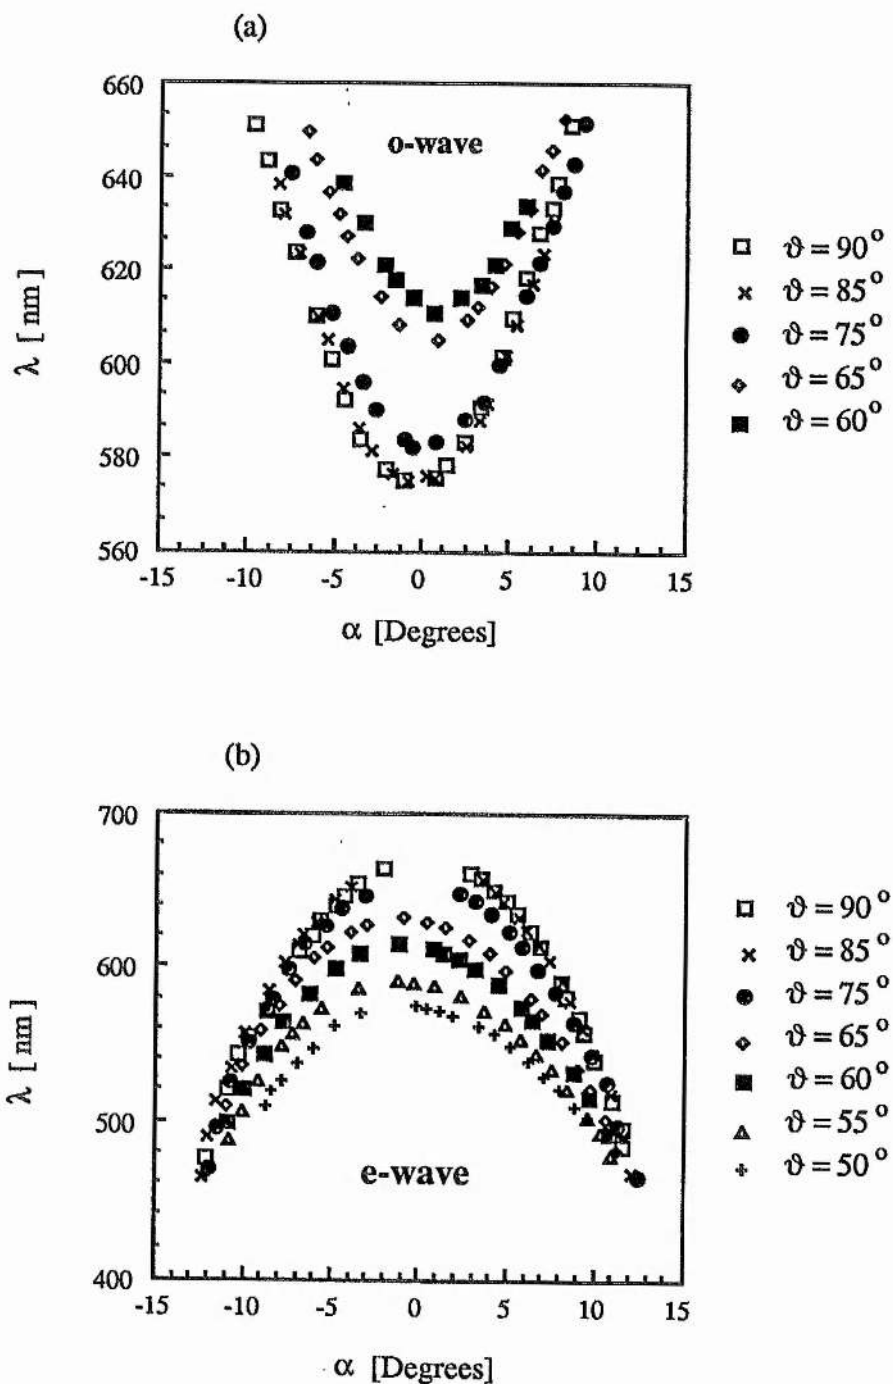 (a)
660
640
620
600
580
560
-15
-10
-5
0
5
10
15
λ [ nm ]
α [Degrees]
o-wave
ϑ = 90°
ϑ = 85°
ϑ = 75°
ϑ = 65°
ϑ = 60°
(b)
700
600
500
400
-15
-10
-5
0
5
10
15
λ [ nm ]
α [Degrees]
e-wave
ϑ = 90°
ϑ = 85°
ϑ = 75°
ϑ = 65°
ϑ = 60°
ϑ = 55°
ϑ = 50°